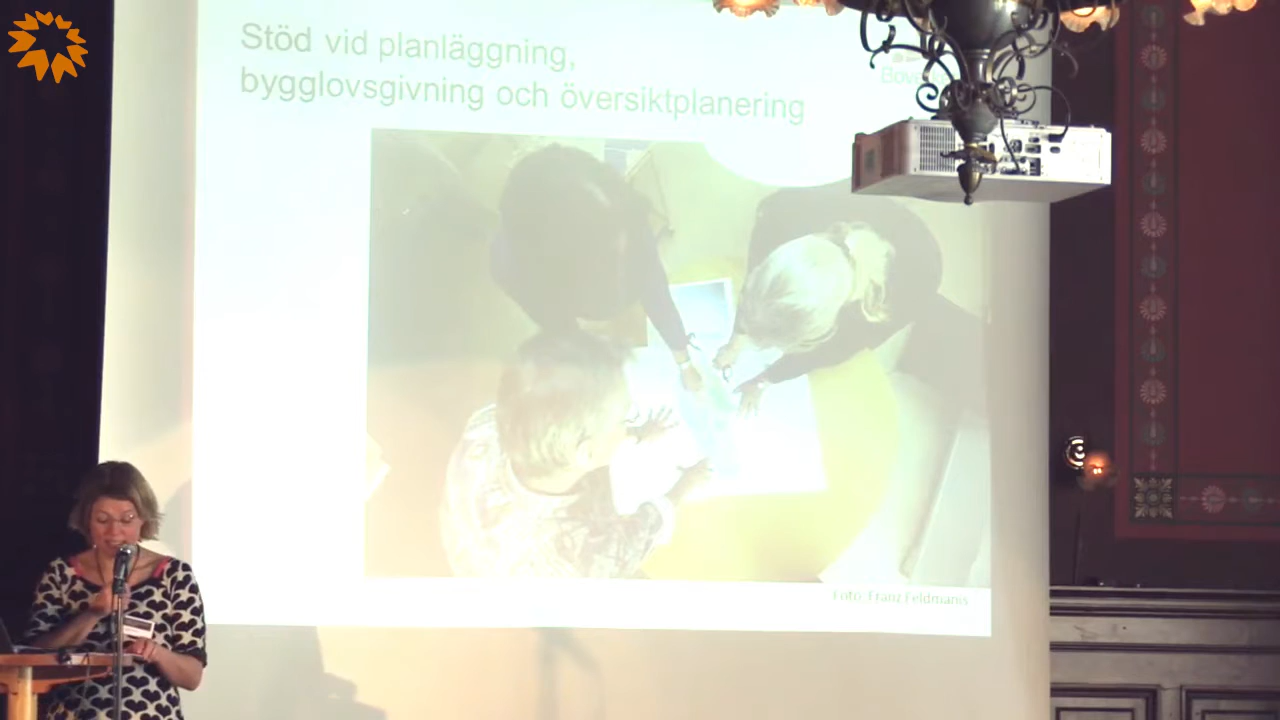 Stöd vid planläggning,
bygglovsgivning och översiktplanering
Foto: Franz Feldmanis